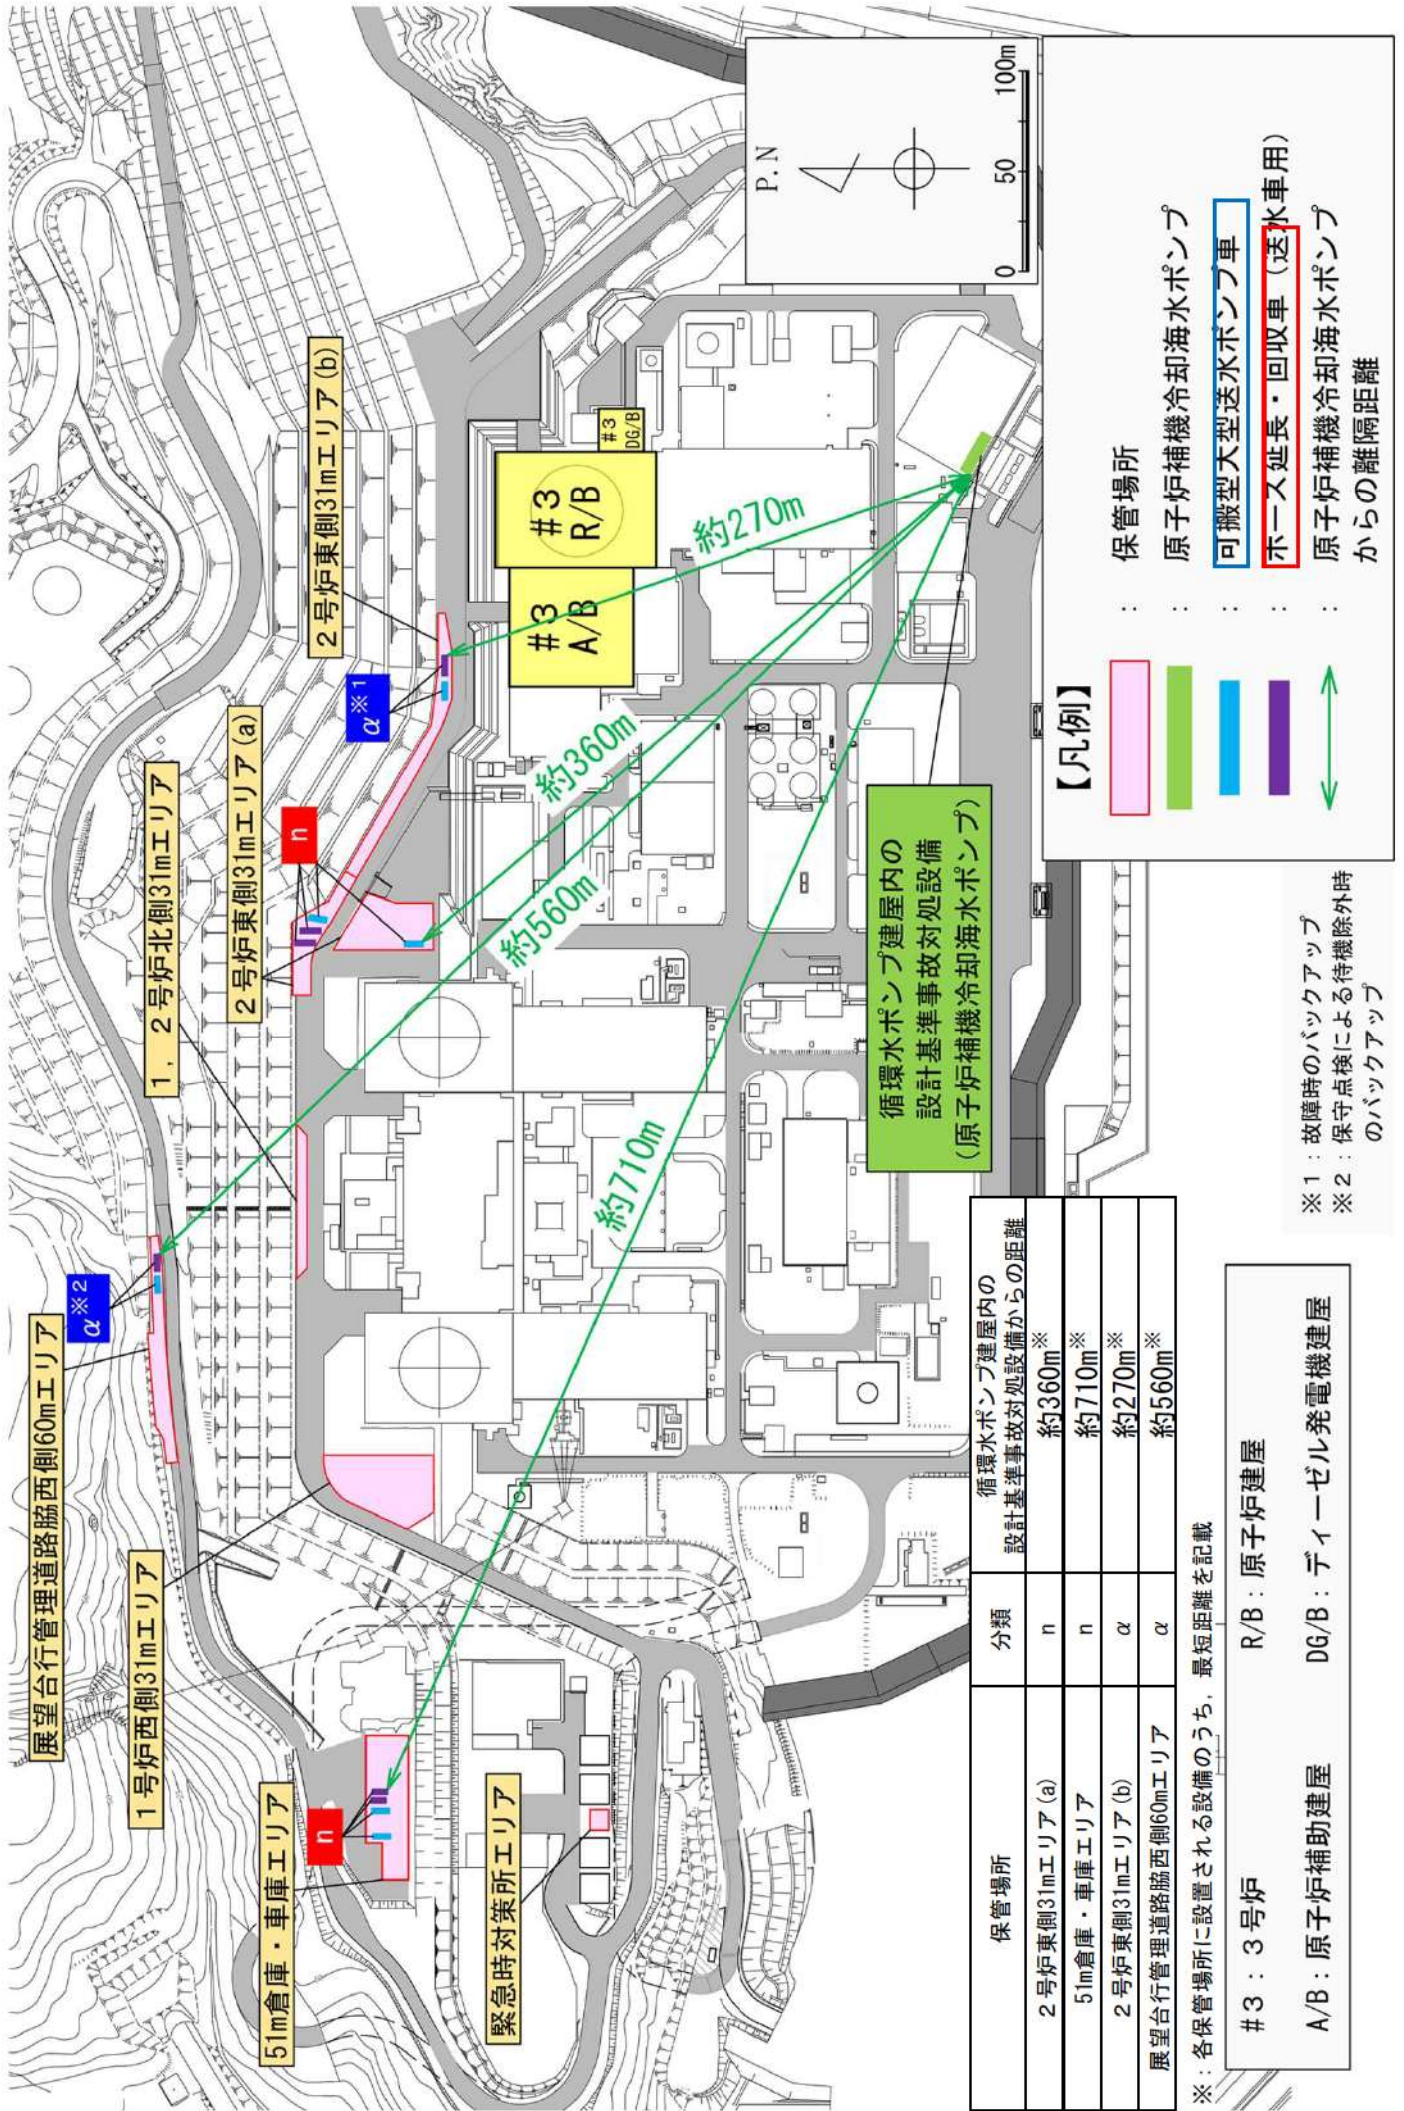 展望台行管理道路脇西側60mエリア
α※2
1，2号炉北側31mエリア
2号炉東側31mエリア(a)
n
α※1
2号炉東側31mエリア(b)
1号炉西側31mエリア
51m倉庫・車庫エリア
n
緊急時対策所エリア
#3
A/B
#3
R/B
#3
DG/B
約270m
約360m
約560m
約710m
循環水ポンプ建屋内の
設計基準事故対処設備
(原子炉補機冷却海水ポンプ)
P.N
0 50 100m
【凡例】
： 保管場所
： 原子炉補機冷却海水ポンプ
： 可搬型大型送水ポンプ車
： ホース延長・回収車（送水車用）
： 原子炉補機冷却海水ポンプ
からの離隔距離
※1：故障時のバックアップ
※2：保守点検による待機除外時
のバックアップ
保管場所 分類 循環水ポンプ建屋内の
設計基準事故対処設備からの距離
2号炉東側31mエリア(a) n 約360m※
51m倉庫・車庫エリア n 約710m※
2号炉東側31mエリア(b) α 約270m※
展望台行管理道路脇西側60mエリア α 約560m※
※：各保管場所に設置される設備のうち，最短距離を記載
#3：3号炉 R/B：原子炉建屋
A/B：原子炉補助建屋 DG/B：ディーゼル発電機建屋